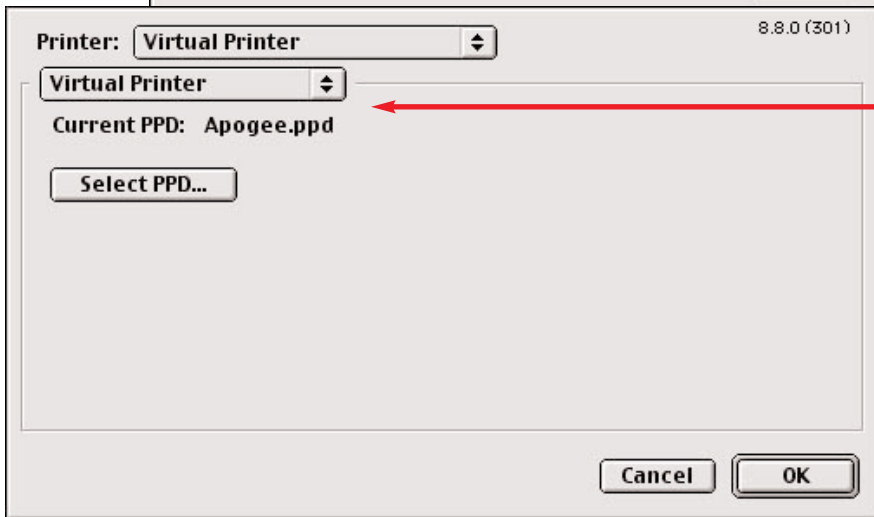 Printer: Virtual Printer 8.8.0 (301)
Virtual Printer
Current PPD: Apogee.ppd
Select PPD...
Cancel OK